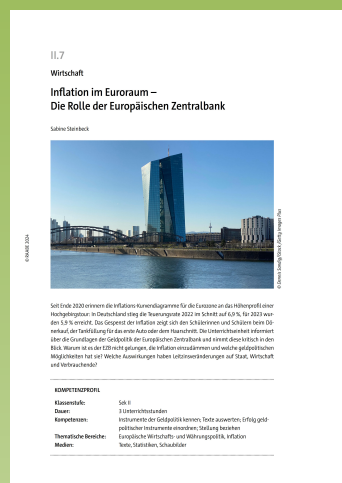 II.7
Wirtschaft
Inflation im Euroraum –
Die Rolle der Europäischen Zentralbank
Sabine Steinbeck
© RAABE 2024
© Dennis Savelig/iStock /Getty Images Plus
Seit Ende 2020 erinnern die Inflations-Kurvendiagramme für die Eurozone an das Höhenprofil einer
Hochgebirgstour: In Deutschland stieg die Teuerungsrate 2022 im Schnitt auf 6,9 %, für 2023 wur-
den 5,9 % erreicht. Das Gespenst der Inflation zeigt sich den Schülerinnen und Schülern beim Dö-
nerkauf, der Tankfüllung für das erste Auto oder dem Haarschnitt. Die Unterrichtseinheit informiert
über die Grundlagen der Geldpolitik der Europäischen Zentralbank und nimmt diese kritisch in den
Blick. Warum ist es der EZB nicht gelungen, die Inflation einzudämmen und welche geldpolitischen
Möglichkeiten hat sie? Welche Auswirkungen haben Leitzinsveränderungen auf Staat, Wirtschaft
und Verbrauchende?
KOMPETENZPROFIL
Klassenstufe: Sek II
Dauer: 3 Unterrichtsstunden
Kompetenzen: Instrumente der Geldpolitik kennen; Texte auswerten; Erfolg geld-
politischer Instrumente einordnen; Stellung beziehen
Thematische Bereiche: Europäische Wirtschafts- und Währungspolitik, Inflation
Medien: Texte, Statistiken, Schaubilder